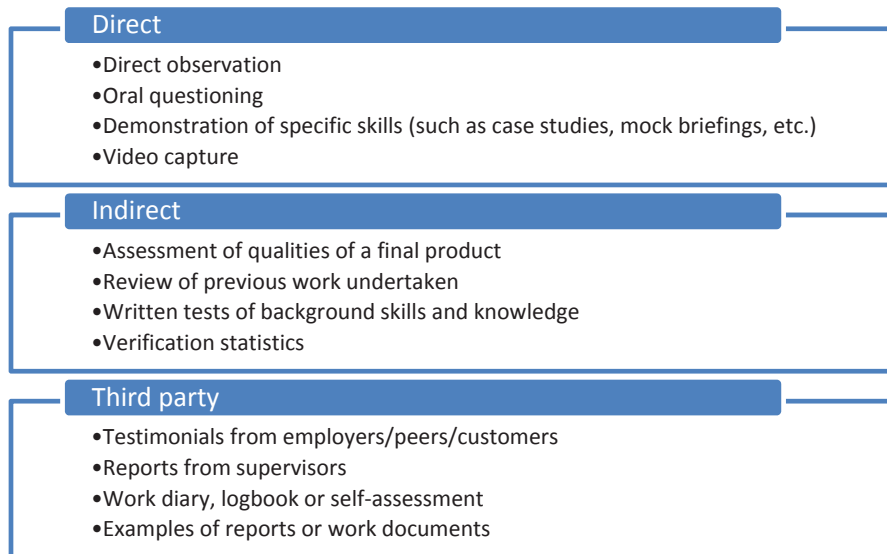 Direct
•Direct observation
•Oral questioning
•Demonstration of specific skills (such as case studies, mock briefings, etc.)
•Video capture
Indirect
•Assessment of qualities of a final product
•Review of previous work undertaken
•Written tests of background skills and knowledge
•Verification statistics
Third party
•Testimonials from employers/peers/customers
•Reports from supervisors
•Work diary, logbook or self-assessment
•Examples of reports or work documents